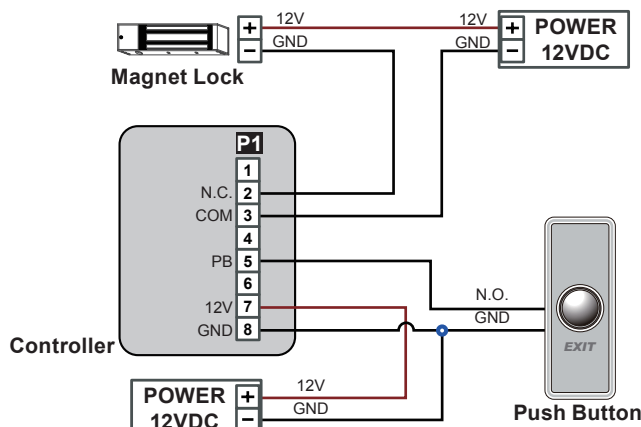 12V
12V
+
+
POWER
12VDC
GND
GND
−
−
Magnet Lock
P1
1
N.C. 2
COM 3
4
PB 5
6
12V 7
GND 8
Controller
N.O.
GND
EXIT
Push Button
POWER
12VDC
+
12V
−
GND